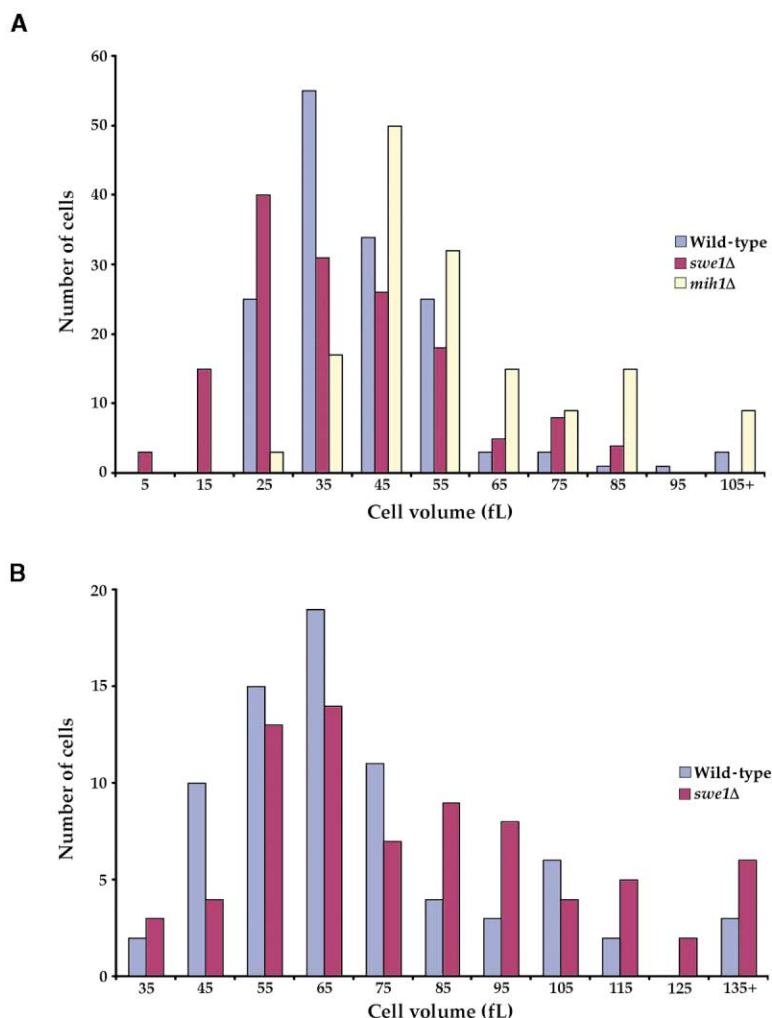 A
60
50
40
30
20
10
0
Number of cells
5 15 25 35 45 55 65 75 85 95 105+
Cell volume (fL)
Wild-type
swe1Δ
mih1Δ
B
20
15
10
5
0
Number of cells
35 45 55 65 75 85 95 105 115 125 135+
Cell volume (fL)
Wild-type
swe1Δ